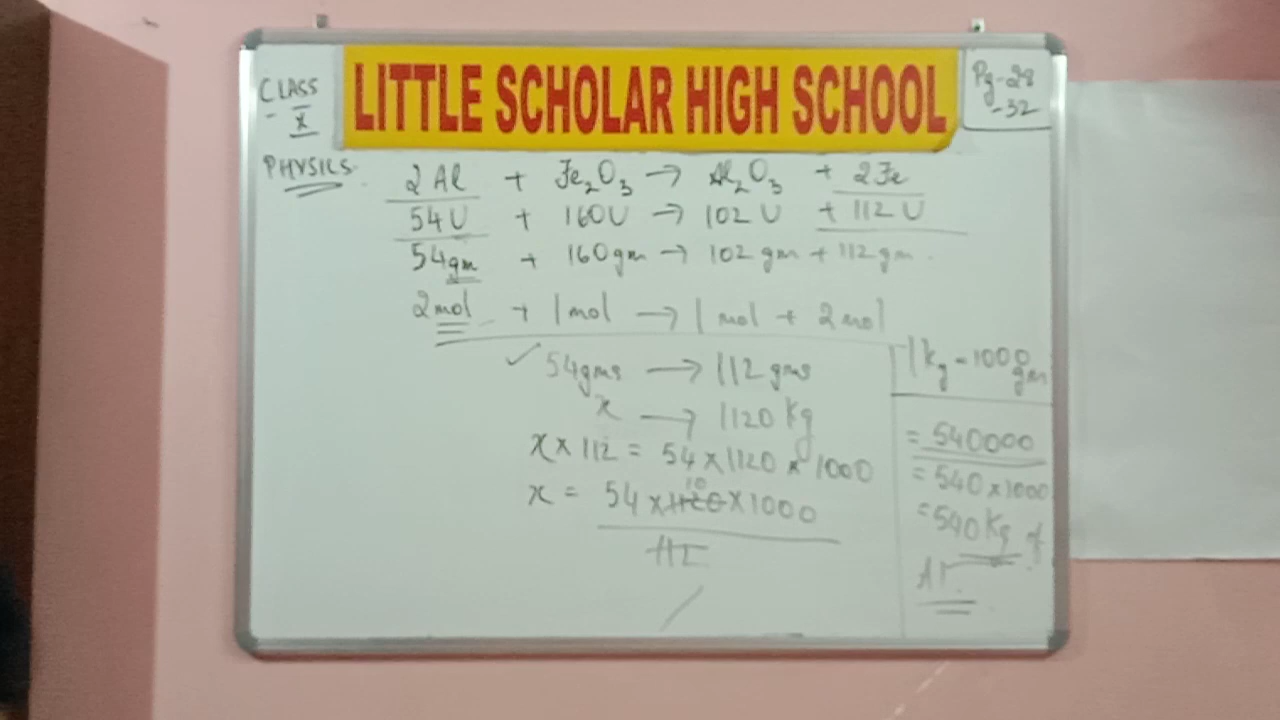 CLASS
X
LITTLE SCHOLAR HIGH SCHOOL
Pg-28
-32
PHYSICS
2Al + Fe₂O₃ → Al₂O₃ + 2Fe
54U + 160U → 102U + 112U
54gm + 160gm → 102gm + 112gm.
2mol + 1mol → 1mol + 2mol
✓54gms → 112gms
x → 1120 Kg
x × 112 = 54 × 1120 × 1000
10
x = 54 × 1120 × 1000
112
1kg - 1000
gm
= 540000
= 540 × 1000
= 540 Kg of
Al.